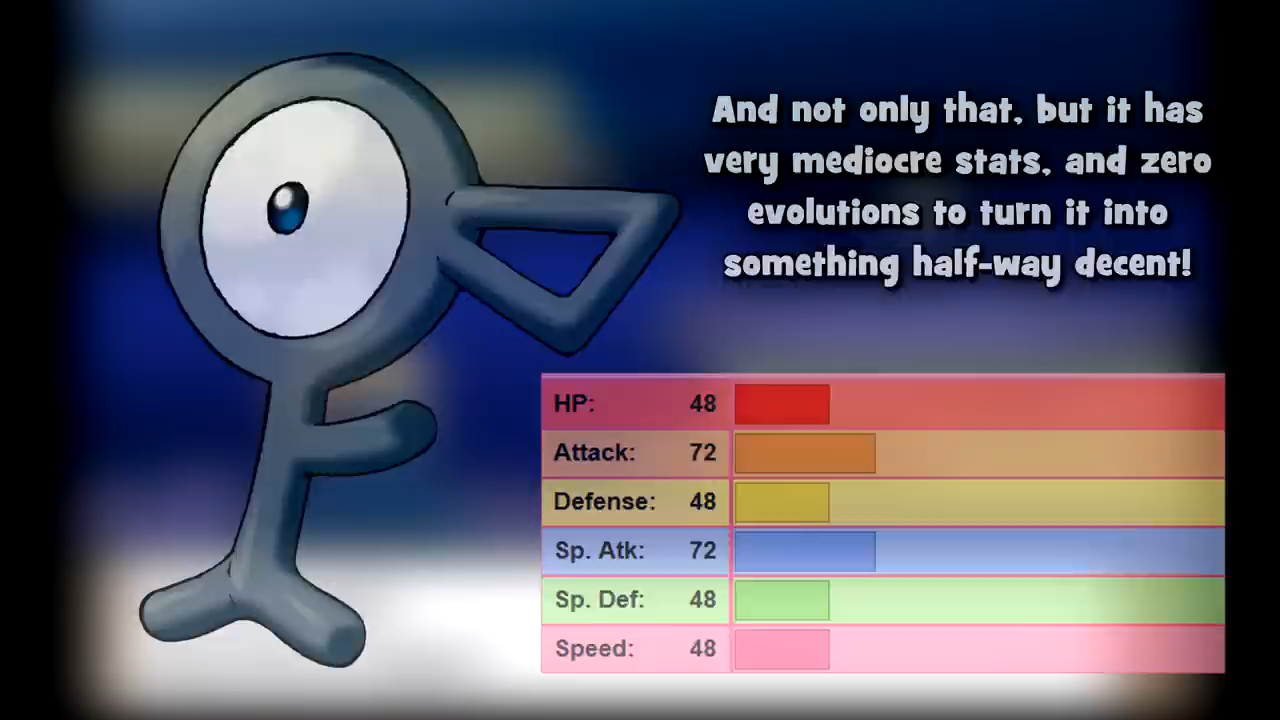 And not only that, but it has
very mediocre stats, and zero
evolutions to turn it into
something half-way decent!
HP: 48
Attack: 72
Defense: 48
Sp. Atk: 72
Sp. Def: 48
Speed: 48